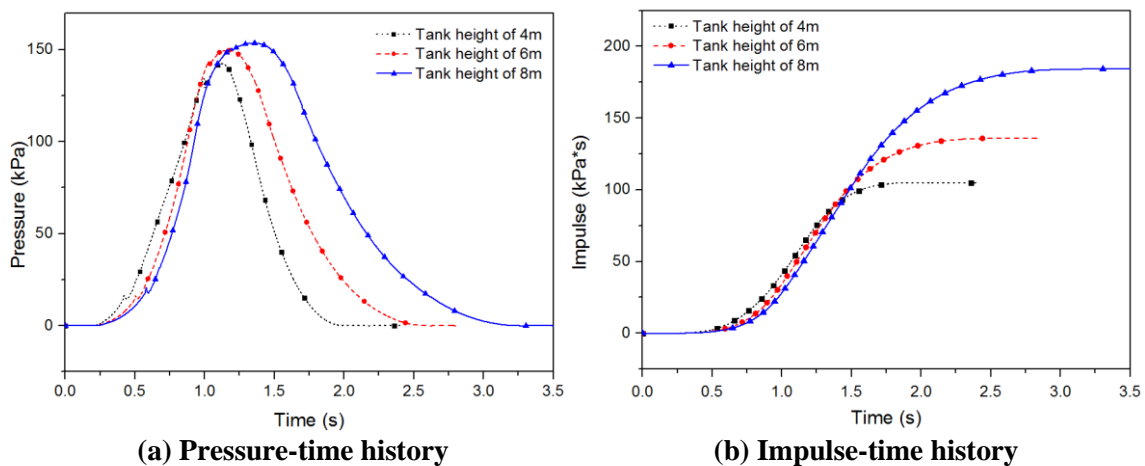 150
100
50
0
Pressure (kPa)
Tank height of 4m
Tank height of 6m
Tank height of 8m
0.0 0.5 1.0 1.5 2.0 2.5 3.0 3.5
Time (s)
(a) Pressure-time history
200
150
100
50
0
Impulse (kPa*s)
Tank height of 4m
Tank height of 6m
Tank height of 8m
0.0 0.5 1.0 1.5 2.0 2.5 3.0 3.5
Time (s)
(b) Impulse-time history